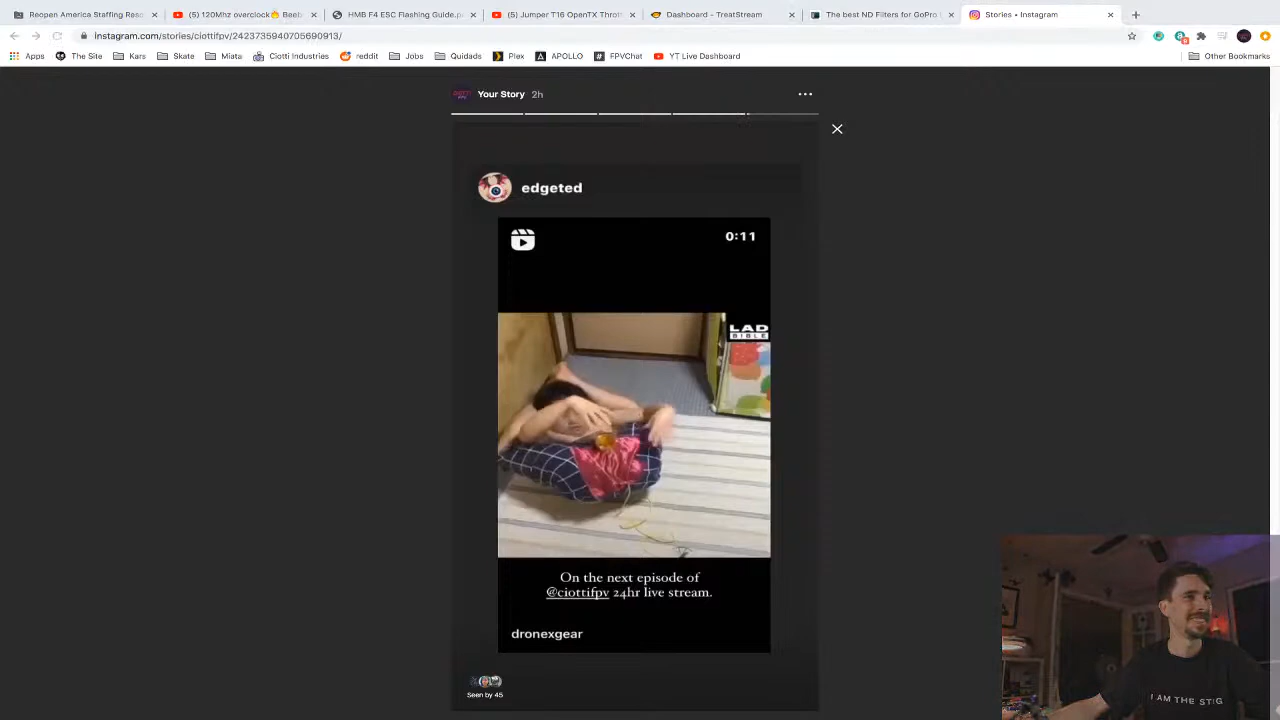 Reopen America Staffing Reso
(5) 120Mhz overclock🔥 Beeb
HMB F4 ESC Flashing Guide.p
(5) Jumper T16 OpenTX Thrott
Dashboard - TreatStream
The best ND Filters for GoPro
Stories • Instagram
instagram.com/stories/ciottifpv/2423735940705690913/
Apps
The Site
Kars
Skate
Miata
Ciotti Industries
reddit
Jobs
Quidads
Plex
APOLLO
FPVChat
YT Live Dashboard
Other Bookmarks
Your Story 2h
edgeted
0:11
LAD
BIBLE
On the next episode of
@ciottifpv 24hr live stream.
dronexgear
Seen by 45
I AM THE STIG